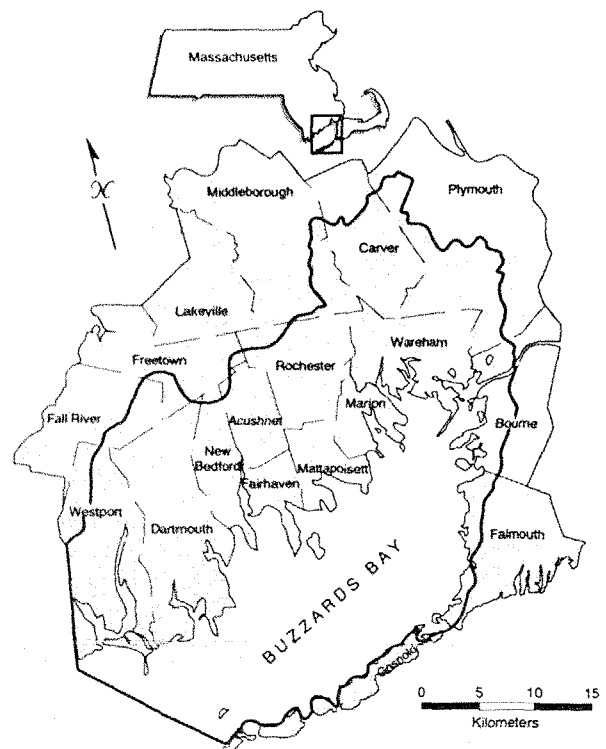 Massachusetts
Middleborough
Plymouth
Carver
Lakeville
Wareham
Freetown
Rochester
Marion
Fall River
Acushnet
Bourne
New
Bedford
Mattapoisett
Fairhaven
Westport
Dartmouth
Falmouth
BUZZARDS BAY
Gosnold
0 5 10 15
Kilometers